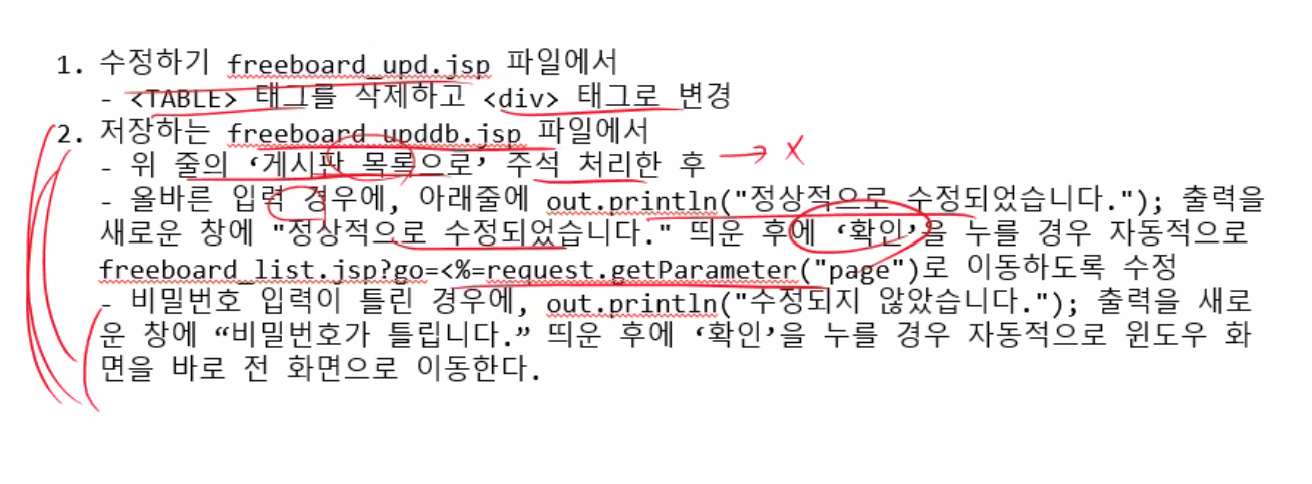 1. 수정하기 freeboard_upd.jsp 파일에서
- <TABLE> 태그를 삭제하고 <div> 태그로 변경
2. 저장하는 freeboard_upddb.jsp 파일에서
- 위 줄의 ‘게시판 목록으로’ 주석 처리한 후 → X
- 올바른 입력 경우에, 아래줄에 out.println("정상적으로 수정되었습니다."); 출력을
새로운 창에 "정상적으로 수정되었습니다." 띄운 후에 ‘확인’을 누를 경우 자동적으로
freeboard_list.jsp?go=<%=request.getParameter("page")로 이동하도록 수정
- 비밀번호 입력이 틀린 경우에, out.println("수정되지 않았습니다."); 출력을 새로
운 창에 “비밀번호가 틀립니다.” 띄운 후에 ‘확인’을 누를 경우 자동적으로 윈도우 화
면을 바로 전 화면으로 이동한다.